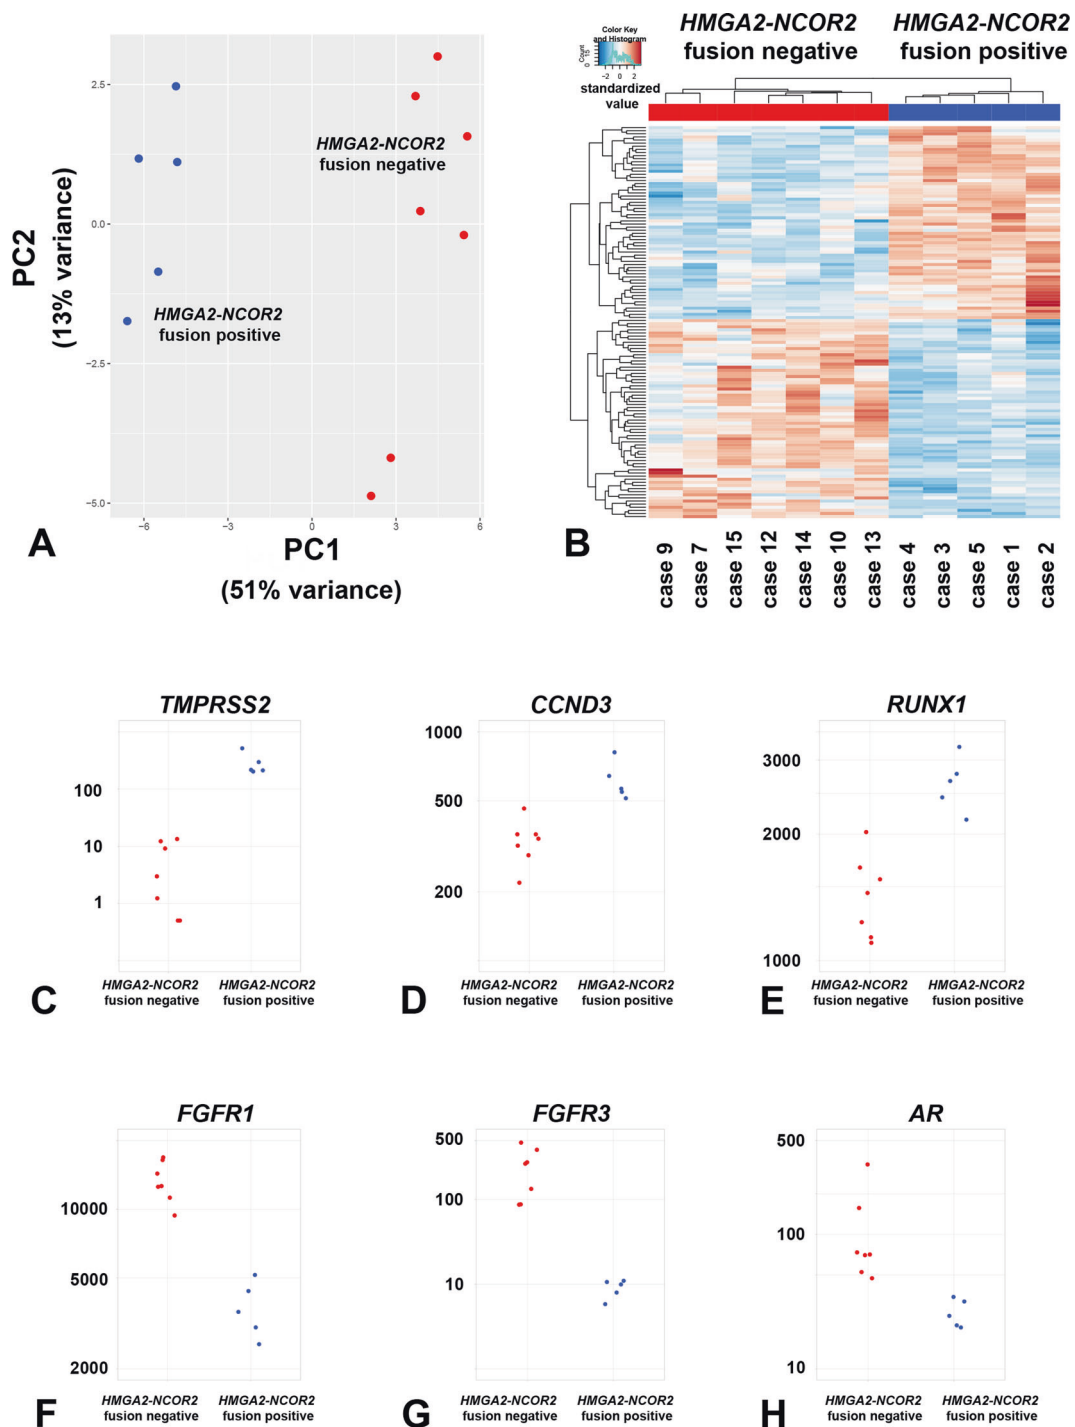 A
2.5
0.0
-2.5
-5.0
-6
-3
0
3
6
PC2
(13% variance)
PC1
(51% variance)
HMGA2-NCOR2
fusion negative
HMGA2-NCOR2
fusion positive
B
HMGA2-NCOR2
fusion negative
HMGA2-NCOR2
fusion positive
Color Key
and Histogram
Count
0 15
-2 0 2
standardized
value
case 9
case 7
case 15
case 12
case 14
case 10
case 13
case 4
case 3
case 5
case 1
case 2
C
TMPRSS2
100
10
1
HMGA2-NCOR2
fusion negative
HMGA2-NCOR2
fusion positive
D
CCND3
1000
500
200
HMGA2-NCOR2
fusion negative
HMGA2-NCOR2
fusion positive
E
RUNX1
3000
2000
1000
HMGA2-NCOR2
fusion negative
HMGA2-NCOR2
fusion positive
F
FGFR1
10000
5000
2000
HMGA2-NCOR2
fusion negative
HMGA2-NCOR2
fusion positive
G
FGFR3
500
100
10
HMGA2-NCOR2
fusion negative
HMGA2-NCOR2
fusion positive
H
AR
500
100
10
HMGA2-NCOR2
fusion negative
HMGA2-NCOR2
fusion positive